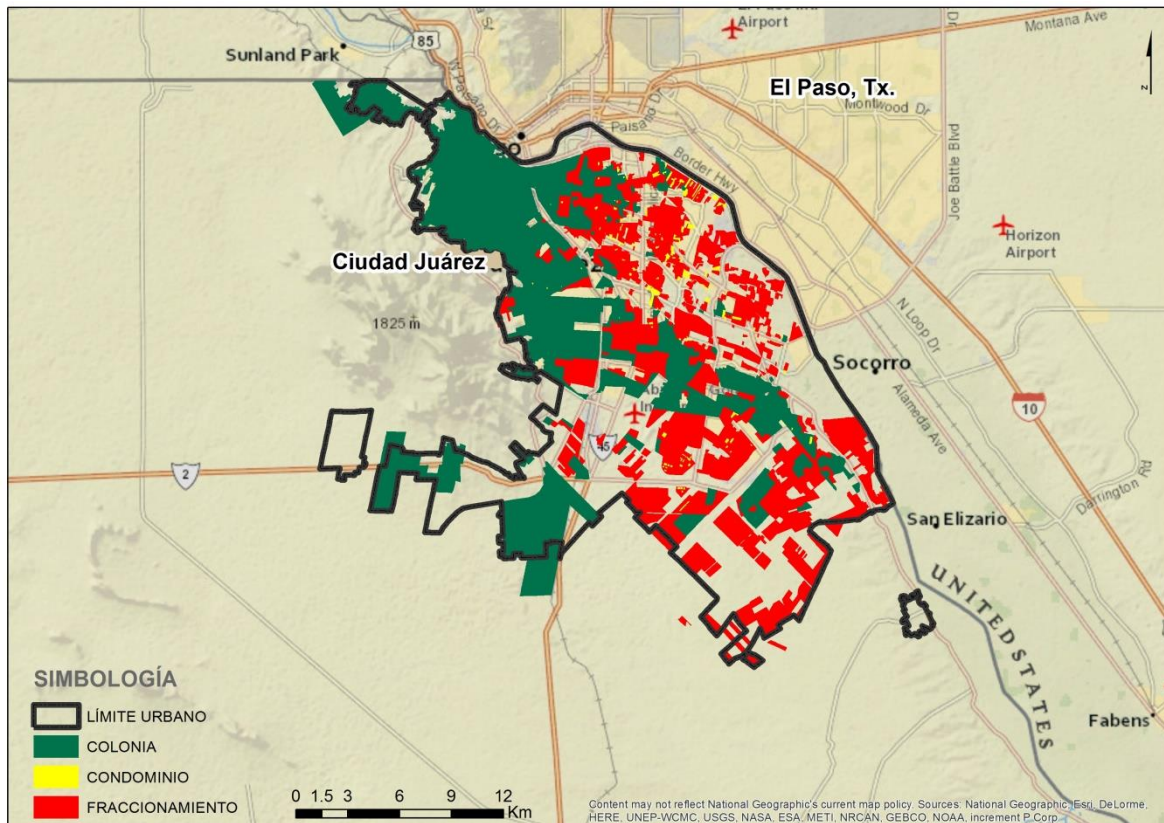 Airport
Montana Ave
Sunland Park
85
W Paisano Dr
El Paso, Tx.
Montwood Dr
Paisano Dr
Border Hwy
Joe Battle Blvd
Horizon
Airport
Ciudad Juárez
1825 m
N Loop Dr
Socorro
Alameda Ave
10
45
2
Darrington Rd
San Elizario
UNITED STATES
Fabens
SIMBOLOGÍA
LÍMITE URBANO
COLONIA
CONDOMINIO
FRACCIONAMIENTO
0 1.5 3 6 9 12
Km
N
Content may not reflect National Geographic's current map policy. Sources: National Geographic, Esri, DeLorme,
HERE, UNEP-WCMC, USGS, NASA, ESA, METI, NRCAN, GEBCO, NOAA, increment P Corp.